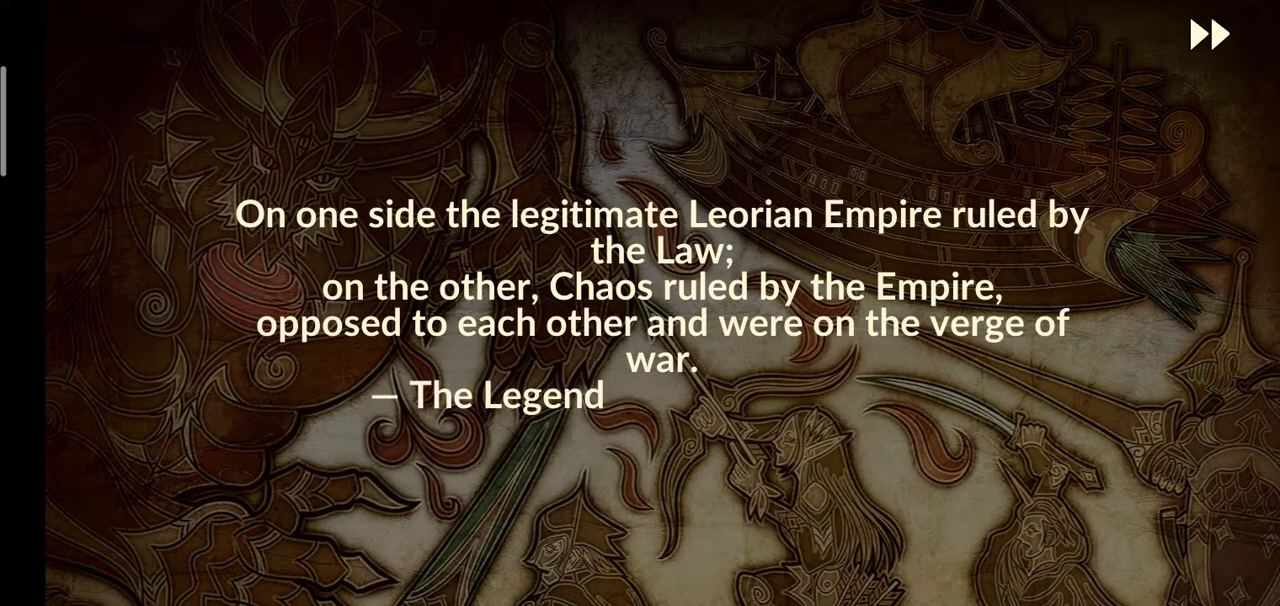 On one side the legitimate Leorian Empire ruled by
the Law;
on the other, Chaos ruled by the Empire,
opposed to each other and were on the verge of
war.
— The Legend